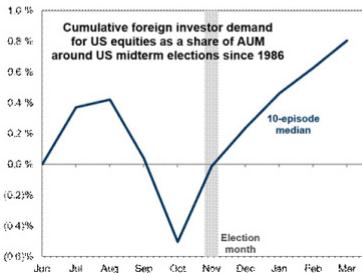 1.0 %
0.8 %
0.6 %
0.4 %
0.2 %
0.0 %
(0.2)%
(0.4)%
(0.6)%
Cumulative foreign investor demand
for US equities as a share of AUM
around US midterm elections since 1986
10-episode
median
Election
month
Jun Jul Aug Sep Oct Nov Dec Jan Feb Mar